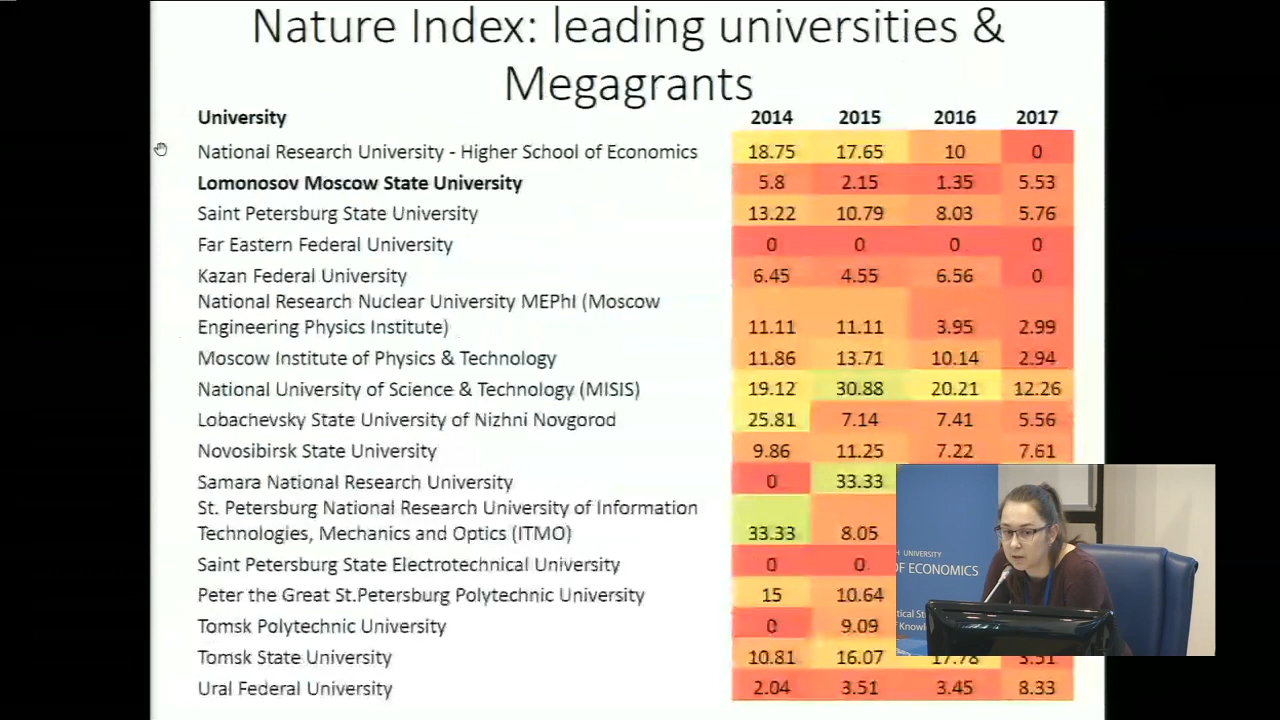 Nature Index: leading universities &
Megagrants
University 2014 2015 2016 2017
National Research University - Higher School of Economics 18.75 17.65 10 0
Lomonosov Moscow State University 5.8 2.15 1.35 5.53
Saint Petersburg State University 13.22 10.79 8.03 5.76
Far Eastern Federal University 0 0 0 0
Kazan Federal University 6.45 4.55 6.56 0
National Research Nuclear University MEPhI (Moscow
Engineering Physics Institute) 11.11 11.11 3.95 2.99
Moscow Institute of Physics & Technology 11.86 13.71 10.14 2.94
National University of Science & Technology (MISIS) 19.12 30.88 20.21 12.26
Lobachevsky State University of Nizhni Novgorod 25.81 7.14 7.41 5.56
Novosibirsk State University 9.86 11.25 7.22 7.61
Samara National Research University 0 33.33
St. Petersburg National Research University of Information
Technologies, Mechanics and Optics (ITMO) 33.33 8.05
Saint Petersburg State Electrotechnical University 0 0
Peter the Great St.Petersburg Polytechnic University 15 10.64
Tomsk Polytechnic University 0 9.09
Tomsk State University 10.81 16.07 17.78 3.51
Ural Federal University 2.04 3.51 3.45 8.33
UNIVERSITY
OF ECONOMICS